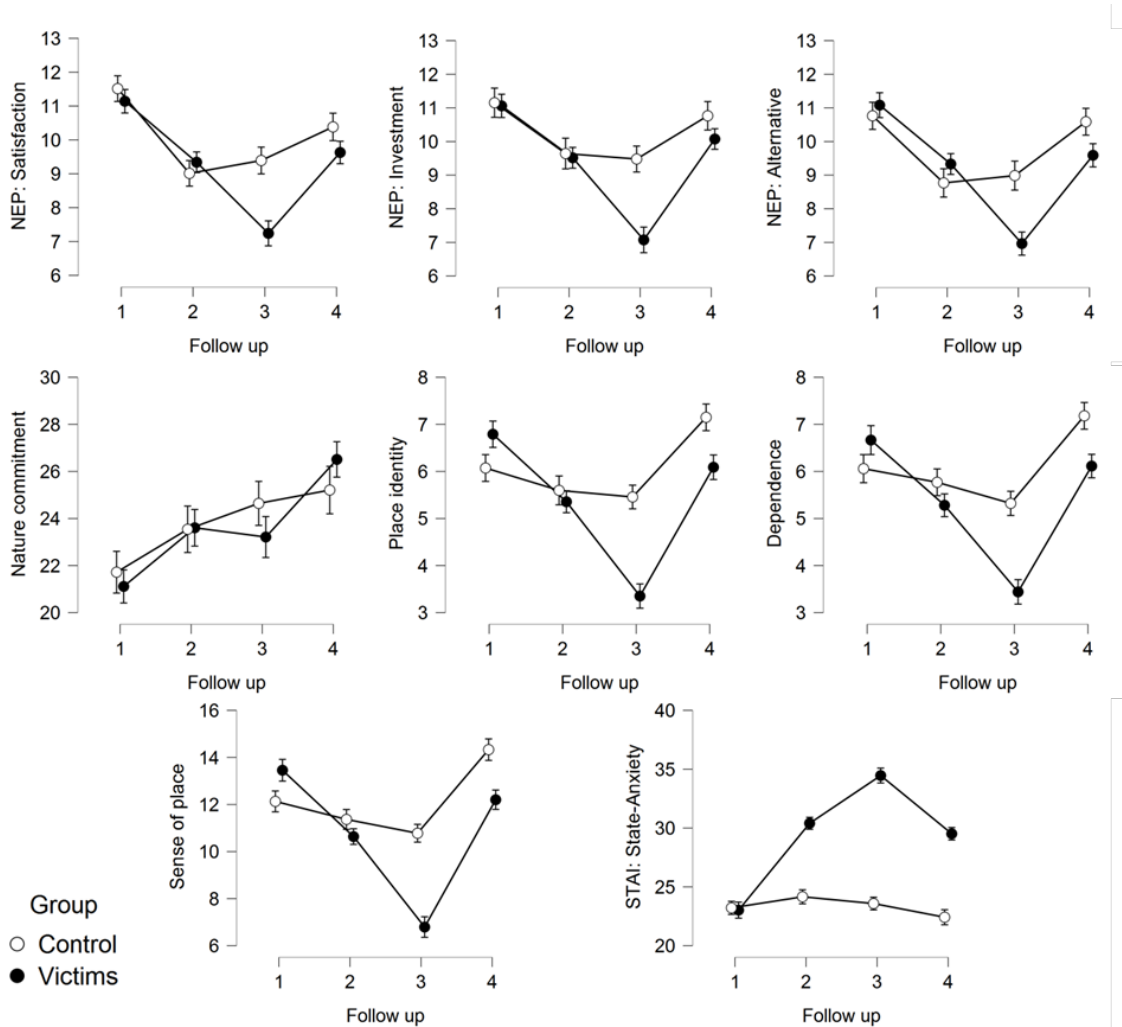 NEP: Satisfaction
13
12
11
10
9
8
7
6
1 2 3 4
Follow up
NEP: Investment
13
12
11
10
9
8
7
6
1 2 3 4
Follow up
NEP: Alternative
13
12
11
10
9
8
7
6
1 2 3 4
Follow up
Nature commitment
30
28
26
24
22
20
1 2 3 4
Follow up
Place identity
8
7
6
5
4
3
1 2 3 4
Follow up
Dependence
8
7
6
5
4
3
1 2 3 4
Follow up
Sense of place
16
14
12
10
8
6
1 2 3 4
Follow up
STAI: State-Anxiety
40
35
30
25
20
1 2 3 4
Follow up
Group
Control
Victims